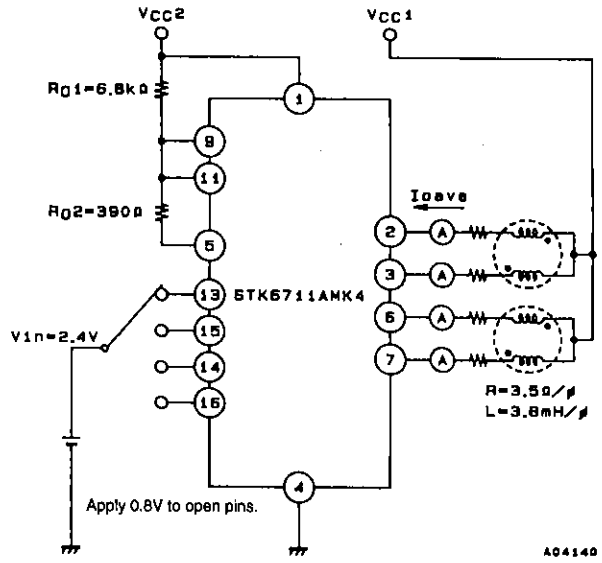 VCC2
VCC1
RO1=6.8kΩ
1
9
11
Ioave
RO2=390Ω
2
A
5
3
A
13
STK6711AMK4
6
A
15
Vin=2.4V
7
A
14
R=3.5Ω/ϕ
16
L=3.8mH/ϕ
4
Apply 0.8V to open pins.
A04140